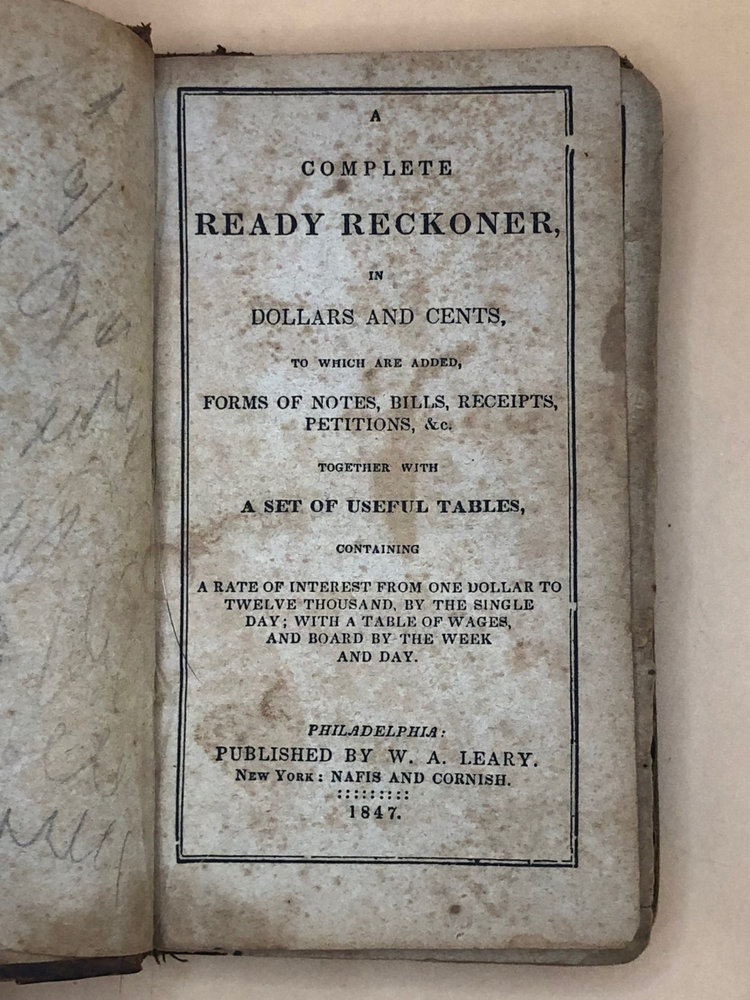 A
COMPLETE
READY RECKONER,
IN
DOLLARS AND CENTS,
TO WHICH ARE ADDED,
FORMS OF NOTES, BILLS, RECEIPTS,
PETITIONS, &c.
TOGETHER WITH
A SET OF USEFUL TABLES,
CONTAINING
A RATE OF INTEREST FROM ONE DOLLAR TO
TWELVE THOUSAND, BY THE SINGLE
DAY; WITH A TABLE OF WAGES,
AND BOARD BY THE WEEK
AND DAY.
PHILADELPHIA:
PUBLISHED BY W. A. LEARY.
NEW YORK: NAFIS AND CORNISH.
1847.